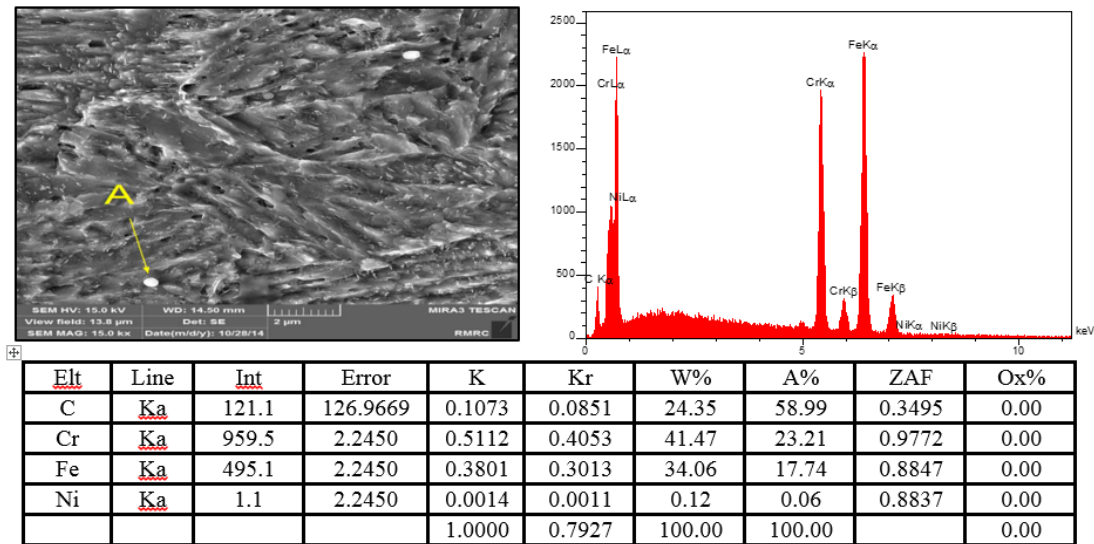 A
SEM HV: 15.0 kV WD: 14.50 mm MIRA3 TESCAN
View field: 13.8 µm Det: SE 2 µm
SEM MAG: 15.0 kx Date(m/d/y): 10/28/14 RMRC
2500
2000
1500
1000
500
0
FeLα
CrLα
NiLα
C Kα
CrKα
CrKβ
FeKα
FeKβ
NiKα
NiKβ
0 5 10 keV
Elt Line Int Error K Kr W% A% ZAF Ox%
C Ka 121.1 126.9669 0.1073 0.0851 24.35 58.99 0.3495 0.00
Cr Ka 959.5 2.2450 0.5112 0.4053 41.47 23.21 0.9772 0.00
Fe Ka 495.1 2.2450 0.3801 0.3013 34.06 17.74 0.8847 0.00
Ni Ka 1.1 2.2450 0.0014 0.0011 0.12 0.06 0.8837 0.00
1.0000 0.7927 100.00 100.00 0.00